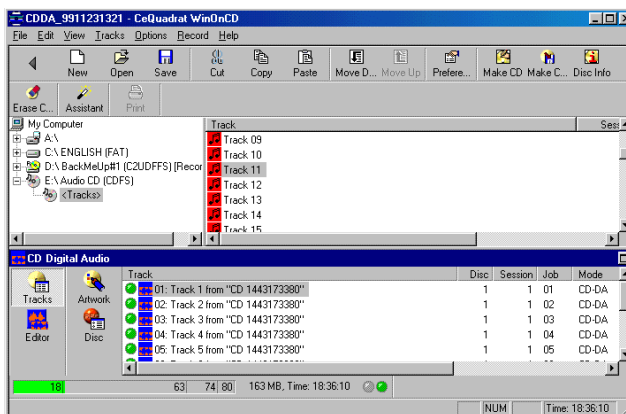 CDDA_9911231321 - CeQuadrat WinOnCD
File Edit View Tracks Options Record Help
New Open Save Cut Copy Paste Move D... Move Up Prefere... Make CD Make C... Disc Info
Erase C... Assistant Print
My Computer
A:\
C:\ ENGLISH (FAT)
D:\ BackMeUp#1 (C2UDFFS) [Recor
E:\ Audio CD (CDFS)
<Tracks>
Track Ses
Track 09
Track 10
Track 11
Track 12
Track 13
Track 14
Track 15
CD Digital Audio
Tracks Artwork
Editor Disc
Track Disc Session Job Mode
01: Track 1 from "CD 1443173380" 1 1 01 CD-DA
02: Track 2 from "CD 1443173380" 1 1 02 CD-DA
03: Track 3 from "CD 1443173380" 1 1 03 CD-DA
04: Track 4 from "CD 1443173380" 1 1 04 CD-DA
05: Track 5 from "CD 1443173380" 1 1 05 CD-DA
18 63 74 80 163 MB, Time: 18:36:10
NUM Time: 18:36:10